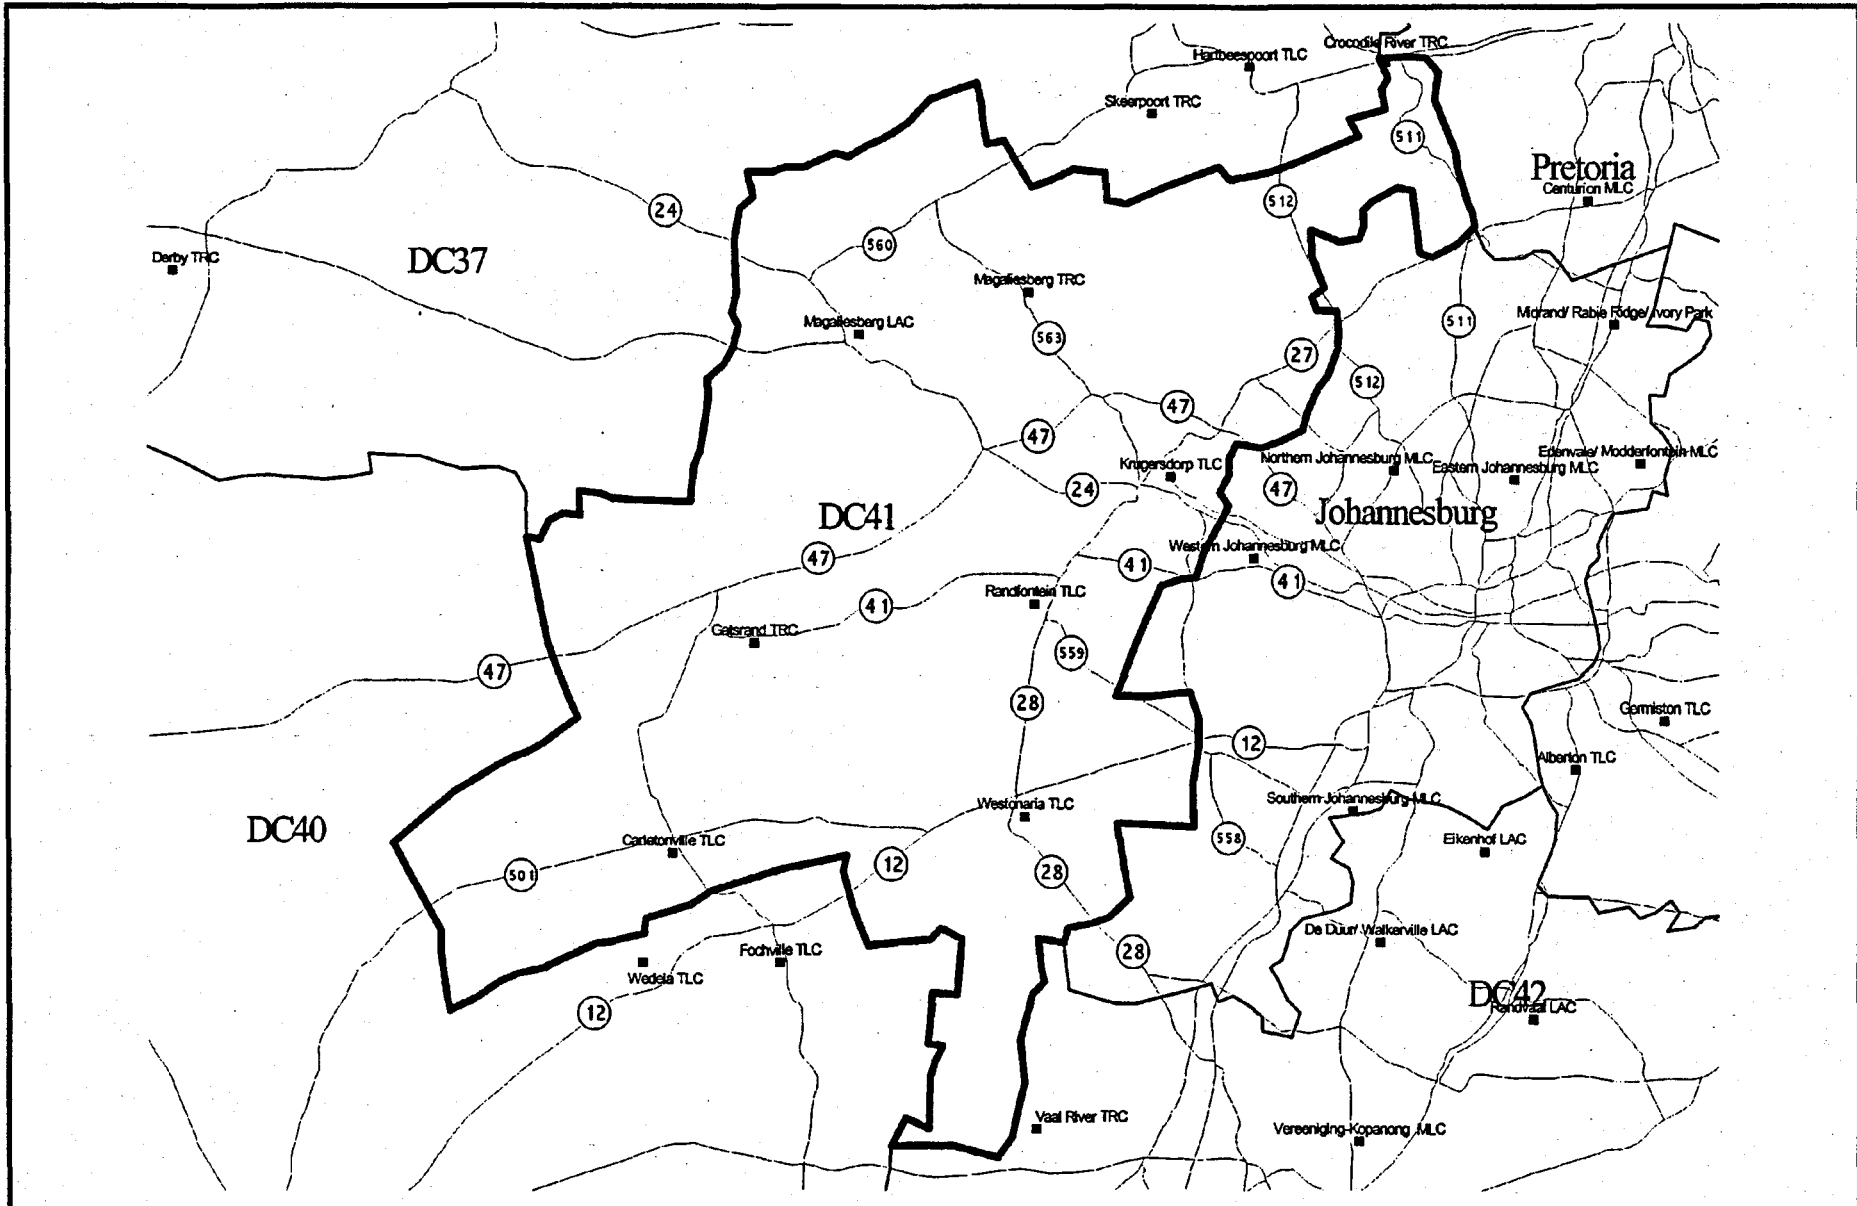 Crocodile River TRC
Hartbeespoort TLC
Skeerpoort TRC
511
Pretoria
Centurion MLC
24
512
560
Derby TRC
DC37
Magaliesberg TRC
Magaliesberg LAC
563
511
Midrand/ Rabie Ridge/ Ivory Park
27
512
47
47
Krugersdorp TLC
Northern Johannesburg MLC
Eastern Johannesburg MLC
Edenvale/ Modderfontein MLC
24
47
DC41
Johannesburg
47
Western Johannesburg MLC
41
41
Randfontein TLC
41
Gatsrand TRC
559
47
28
Germiston TLC
12
Alberton TLC
Westonaria TLC
Southern Johannesburg MLC
DC40
Carletonville TLC
558
Eikenhof LAC
12
501
28
De Duur/ Walkerville LAC
Fochville TLC
28
Wedela TLC
DC42
Randvaal LAC
12
Vaal River TRC
Vereeniging-Kopanong MLC